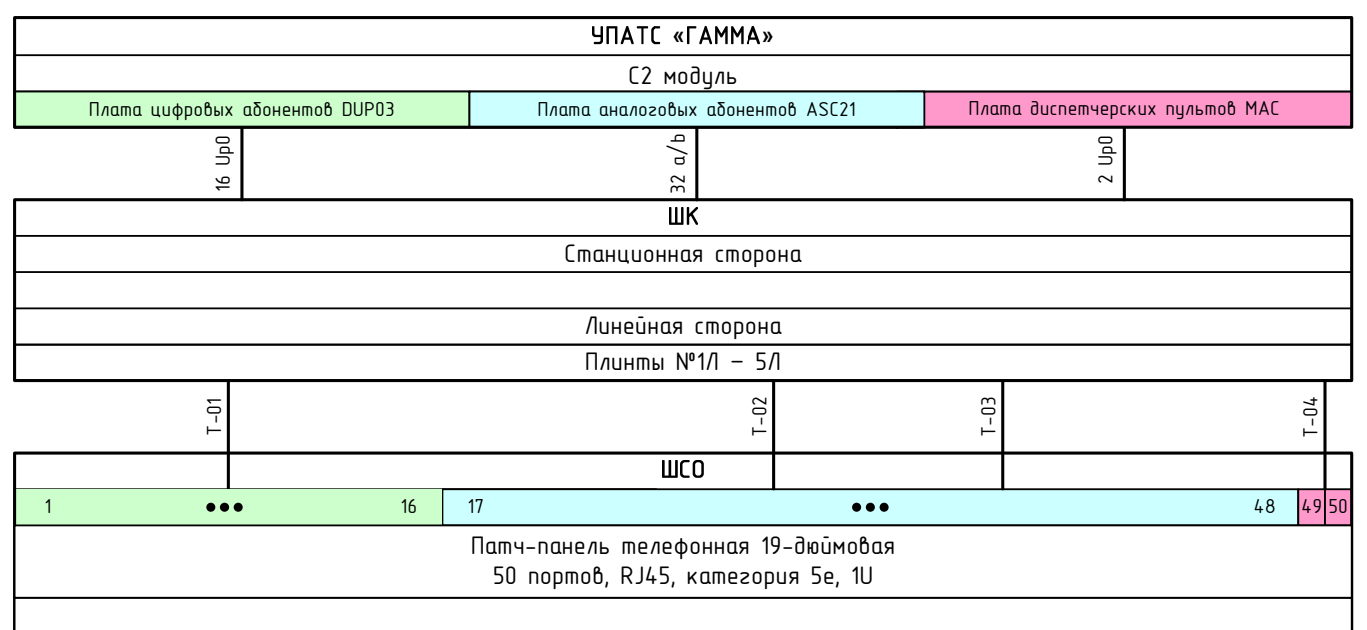 УПАТС «ГАММА»
С2 модуль
Плата цифровых абонентов DUP03
Плата аналоговых абонентов ASC21
Плата диспетчерских пультов МАС
16 Up0
32 a/b
2 Up0
ШК
Станционная сторона
Линейная сторона
Плинты №1Л – 5Л
Т-01
Т-02
Т-03
Т-04
ШСО
1 ••• 16 17 ••• 48 49 50
Патч-панель телефонная 19-дюймовая
50 портов, RJ45, категория 5е, 1U